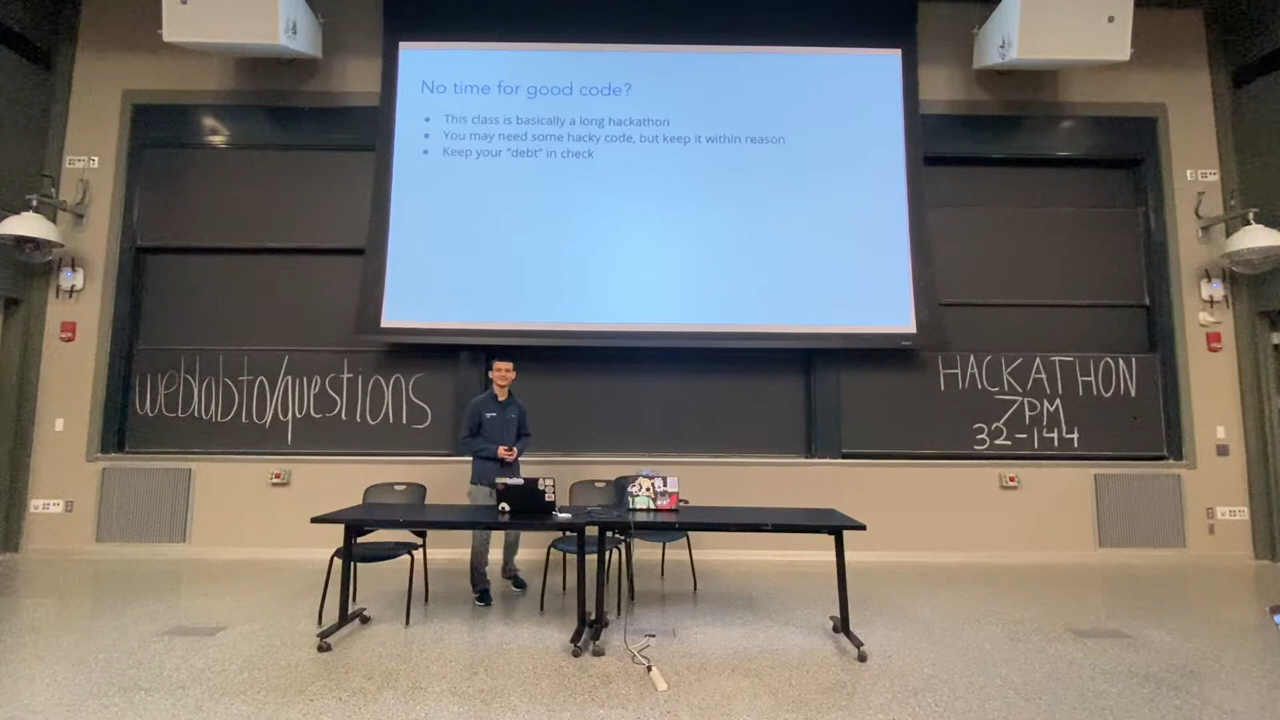 No time for good code?
● This class is basically a long hackathon
● You may need some hacky code, but keep it within reason
● Keep your “debt” in check
weblab.to/questions
HACKATHON
7PM
32-144